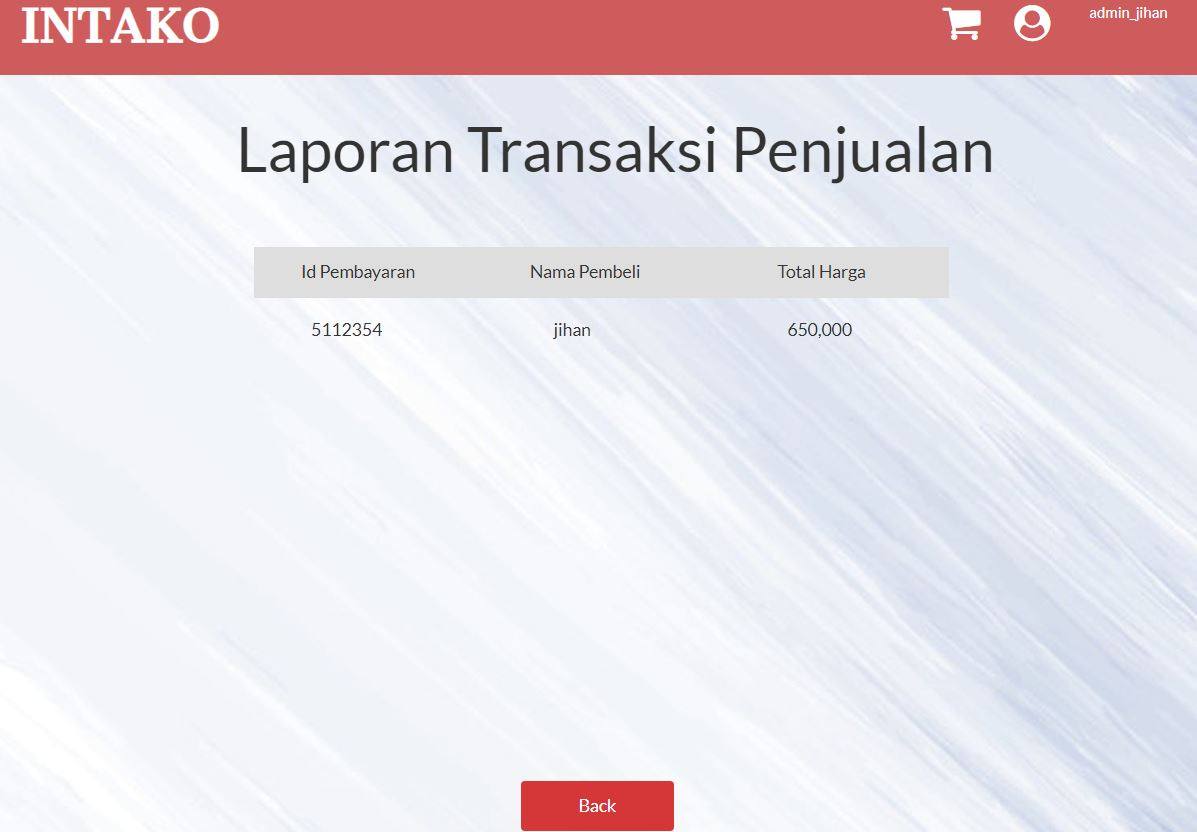 INTAKO
admin_jihan
Laporan Transaksi Penjualan
Id Pembayaran Nama Pembeli Total Harga
5112354 jihan 650,000
Back